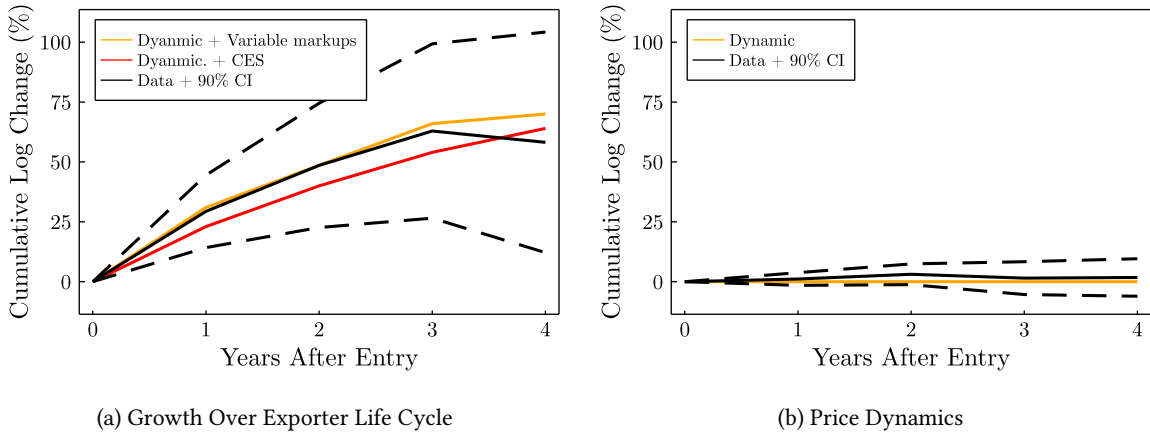 Cumulative Log Change (%)
100
75
50
25
0
Dyanmic + Variable markups
Dyanmic. + CES
Data + 90% CI
0 1 2 3 4
Years After Entry
(a) Growth Over Exporter Life Cycle
Cumulative Log Change (%)
100
75
50
25
0
Dynamic
Data + 90% CI
0 1 2 3 4
Years After Entry
(b) Price Dynamics